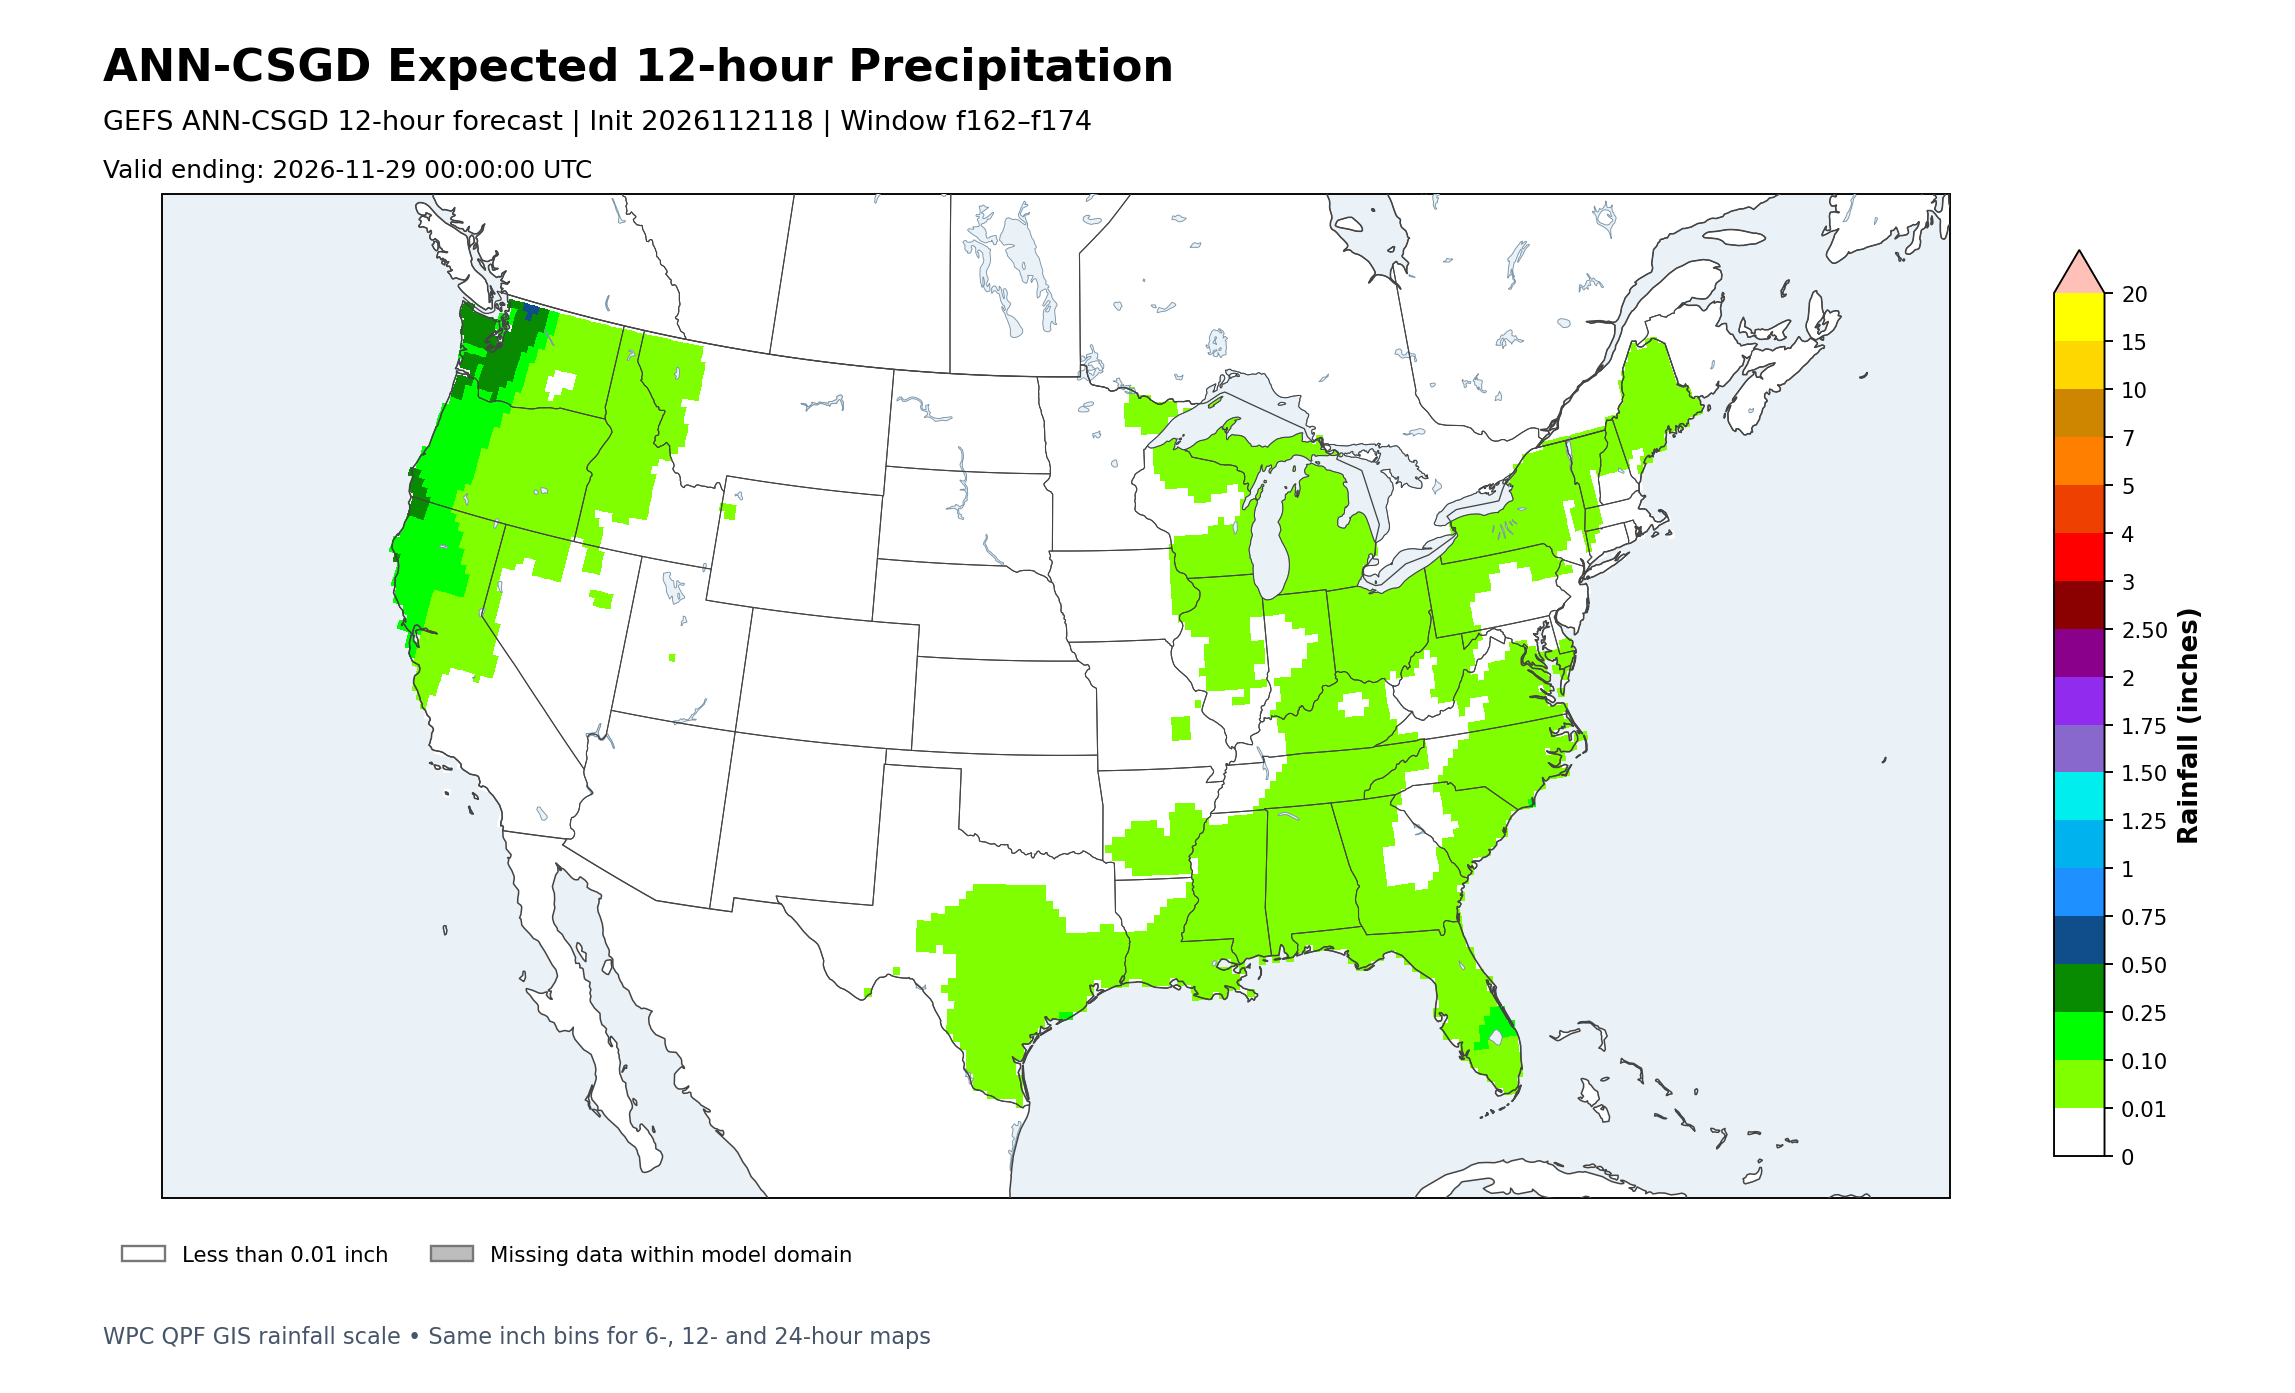 ANN-CSGD Expected 12-hour Precipitation
GEFS ANN-CSGD 12-hour forecast | Init 2026112118 | Window f162–f174
Valid ending: 2026-11-29 00:00:00 UTC
20
15
10
7
5
4
3
2.50
2
1.75
1.50
1.25
1
0.75
0.50
0.25
0.10
0.01
0
Rainfall (inches)
Less than 0.01 inch
Missing data within model domain
WPC QPF GIS rainfall scale • Same inch bins for 6-, 12- and 24-hour maps